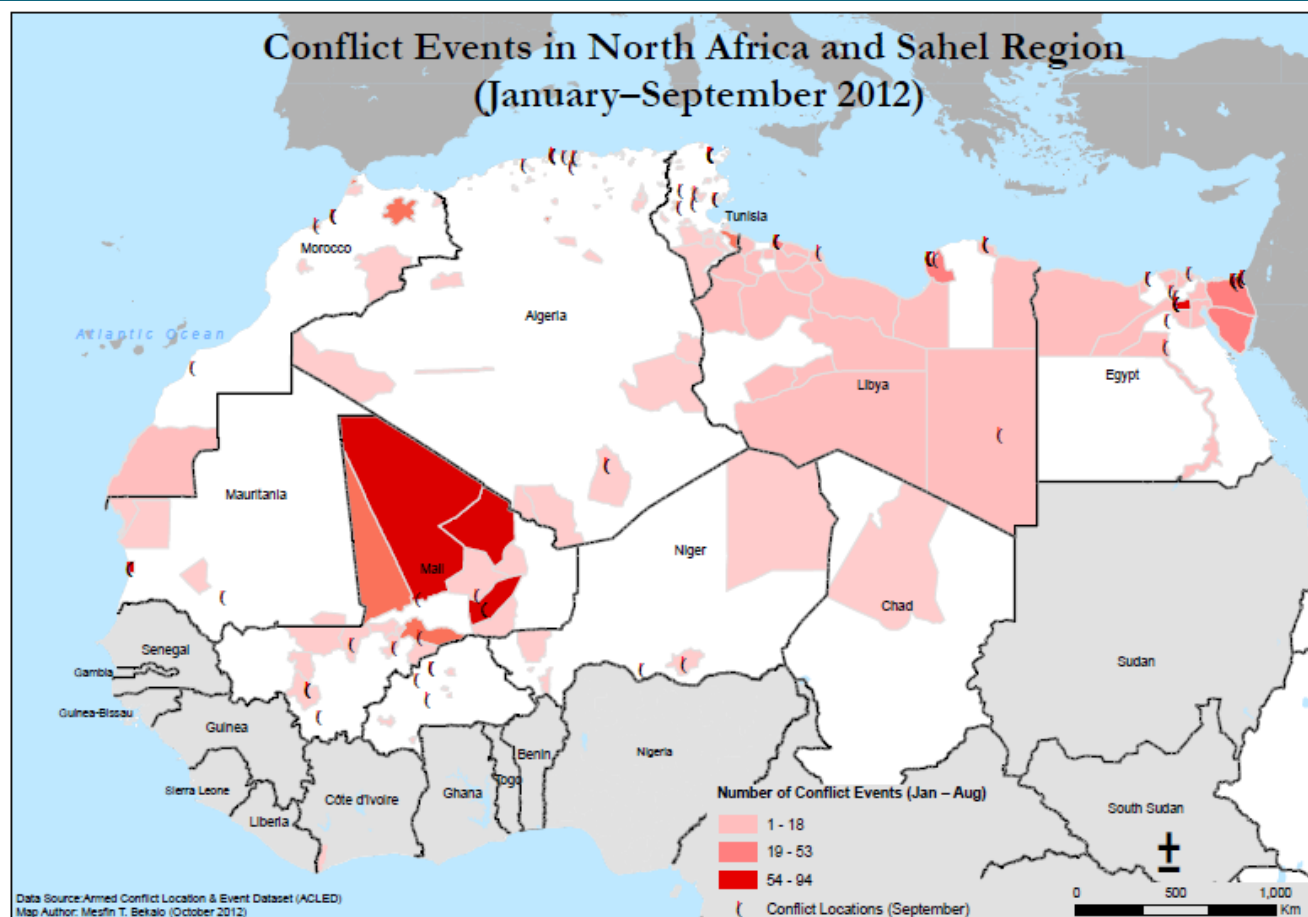 Conflict Events in North Africa and Sahel Region
(January–September 2012)
Tunisia
Morocco
Algeria
Atlantic Ocean
Libya
Egypt
Mauritania
Mali
Niger
Chad
Senegal
Gambia
Guinea-Bissau
Guinea
Sierra Leone
Liberia
Côte d'Ivoire
Ghana
Togo
Benin
Nigeria
Sudan
South Sudan
Number of Conflict Events (Jan – Aug)
1 - 18
19 - 53
54 - 94
Conflict Locations (September)
0 500 1,000
Km
Data Source:Armed Conflict Location & Event Dataset (ACLED)
Map Author: Mesfin T. Bekalo (October 2012)